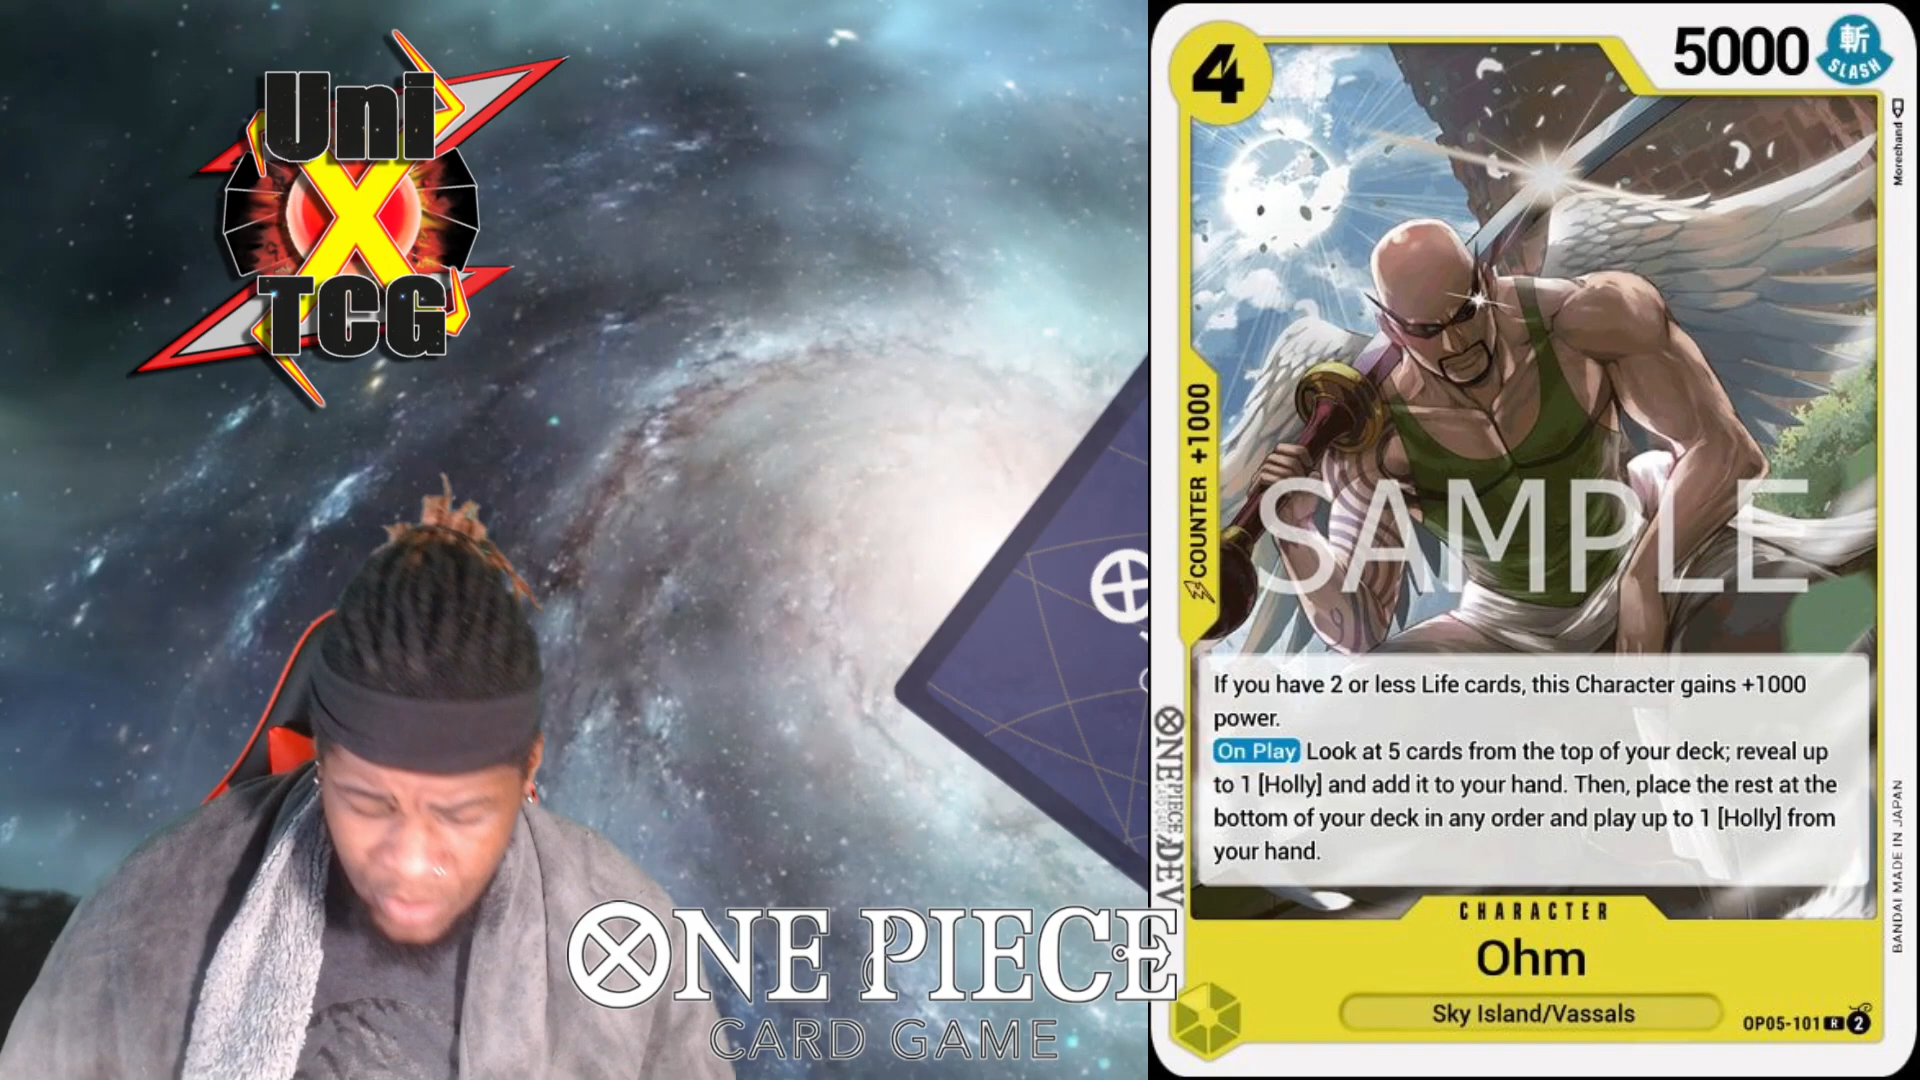 Uni
X
TCG
ONE PIECE
CARD GAME
4
5000
斬
SLASH
Morechand
COUNTER +1000
SAMPLE
If you have 2 or less Life cards, this Character gains +1000
power.
On Play Look at 5 cards from the top of your deck; reveal up
to 1 [Holly] and add it to your hand. Then, place the rest at the
bottom of your deck in any order and play up to 1 [Holly] from
your hand.
ONE PIECE
DEV
BANDAI MADE IN JAPAN
CHARACTER
Ohm
Sky Island/Vassals
OP05-101 R 2